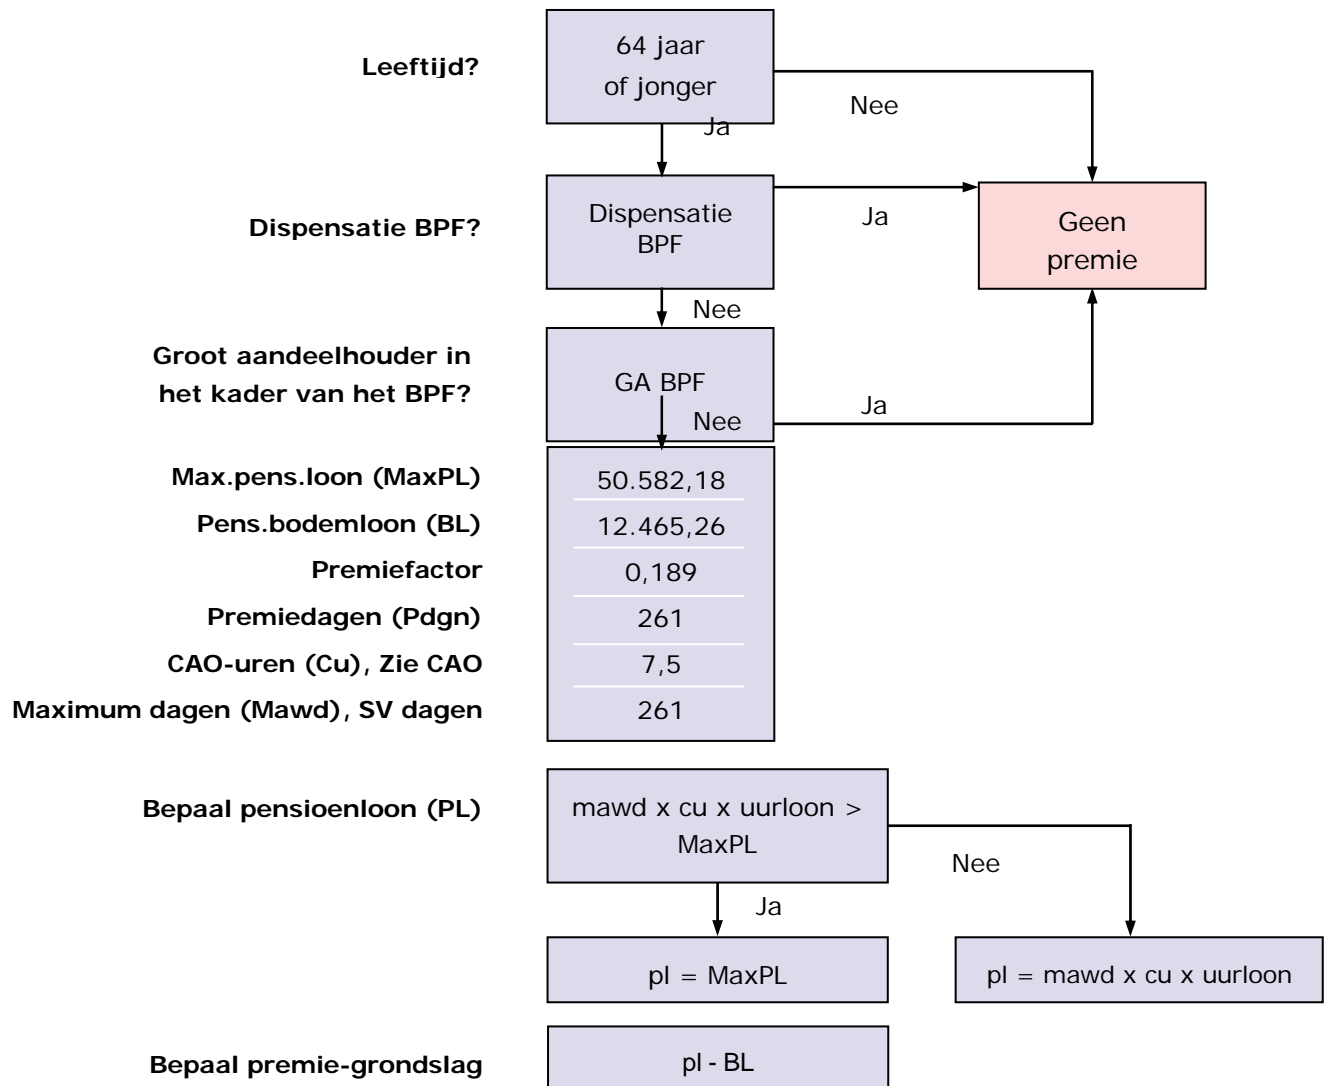 Leeftijd?
64 jaar
of jonger
Ja
Nee
Dispensatie BPF?
Dispensatie
BPF
Ja
Geen
premie
Nee
Groot aandeelhouder in
het kader van het BPF?
GA BPF
Nee
Ja
Max.pens.loon (MaxPL)
50.582,18
Pens.bodemloon (BL)
12.465,26
Premiefactor
0,189
Premiedagen (Pdgn)
261
CAO-uren (Cu), Zie CAO
7,5
Maximum dagen (Mawd), SV dagen
261
Bepaal pensioenloon (PL)
mawd x cu x uurloon >
MaxPL
Nee
Ja
pl = MaxPL
pl = mawd x cu x uurloon
Bepaal premie-grondslag
pl - BL